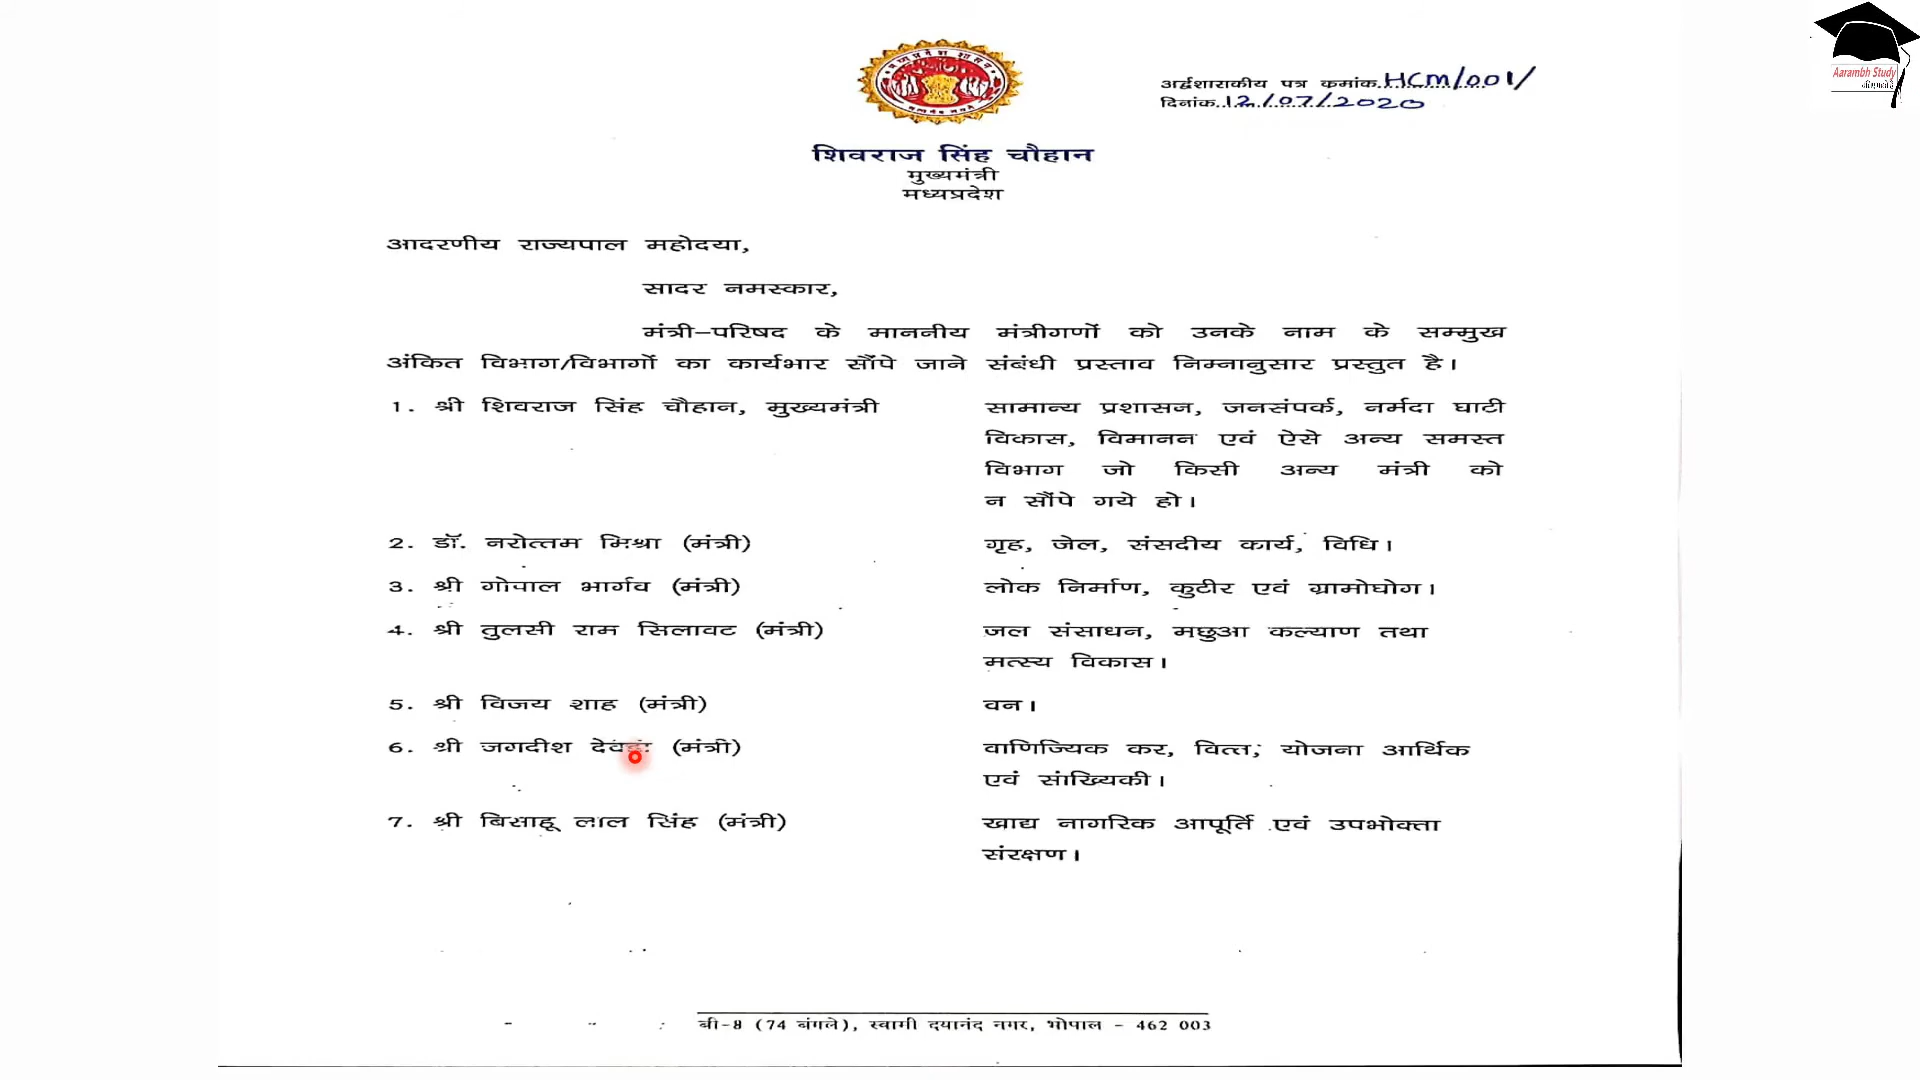 अर्द्वशाराकीय पत्र कमांक HCM/001/
दिनांक 12/07/2020
Aarambh Study
शिवराज सिंह चौहान
मुख्यमंत्री
मध्यप्रदेश
आदरणीय राज्यपाल महोदया,
सादर नमस्कार,
मंत्री–परिषद के माननीय मंत्रीगणों को उनके नाम के सम्मुख
अंकित विभाग/विभागों का कार्यभार सौंपे जाने संबंधी प्रस्ताव निम्नानुसार प्रस्तुत है।
1. श्री शिवराज सिंह चौहान, मुख्यमंत्री सामान्य प्रशासन, जनसंपर्क, नर्मदा घाटी
विकास, विमानन एवं ऐसे अन्य समस्त
विभाग जो किसी अन्य मंत्री को
न सौंपे गये हो।
2. डॉ. नरोत्तम मिश्रा (मंत्री) गृह, जेल, संसदीय कार्य, विधि।
3. श्री गोपाल भार्गव (मंत्री) लोक निर्माण, कुटीर एवं ग्रामोघोग।
4. श्री तुलसी राम सिलावट (मंत्री) जल संसाधन, मछुआ कल्याण तथा
मत्स्य विकास।
5. श्री विजय शाह (मंत्री) वन।
6. श्री जगदीश (मंत्री) वाणिज्यिक कर, वित्त, योजना आर्थिक
एवं सांख्यिकी।
7. श्री बिसाहू लाल सिंह (मंत्री) खाद्य नागरिक आपूर्ति एवं उपभोक्ता
संरक्षण।
बी-8 (74 बंगले), स्वामी दयानंद नगर, भोपाल - 462 003